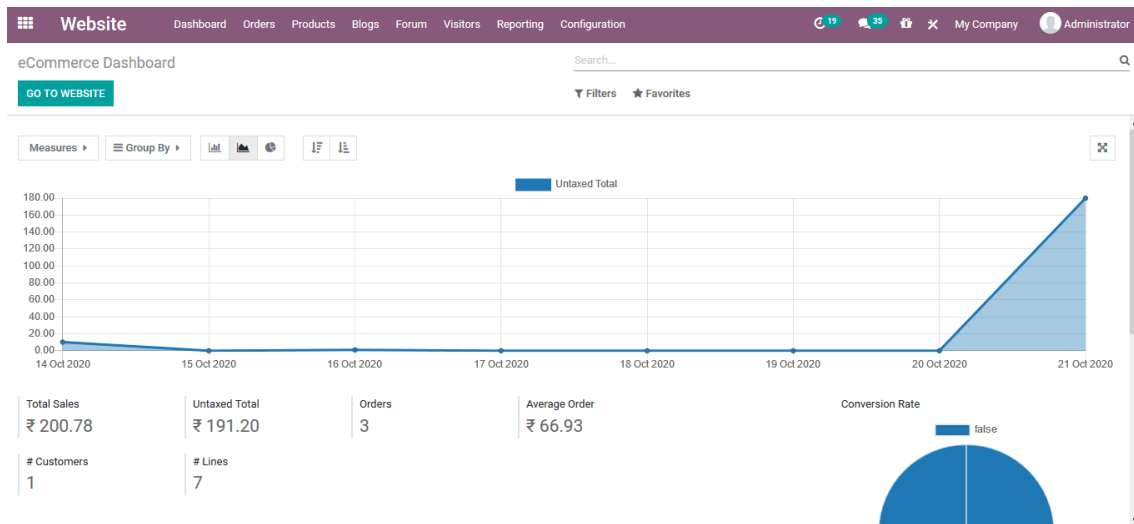 Website Dashboard Orders Products Blogs Forum Visitors Reporting Configuration 19 35 My Company Administrator
eCommerce Dashboard Search...
GO TO WEBSITE Filters Favorites
Measures Group By
Untaxed Total
180.00
160.00
140.00
120.00
100.00
80.00
60.00
40.00
20.00
0.00
14 Oct 2020 15 Oct 2020 16 Oct 2020 17 Oct 2020 18 Oct 2020 19 Oct 2020 20 Oct 2020 21 Oct 2020
Total Sales Untaxed Total Orders Average Order Conversion Rate
₹ 200.78 ₹ 191.20 3 ₹ 66.93
false
# Customers # Lines
1 7